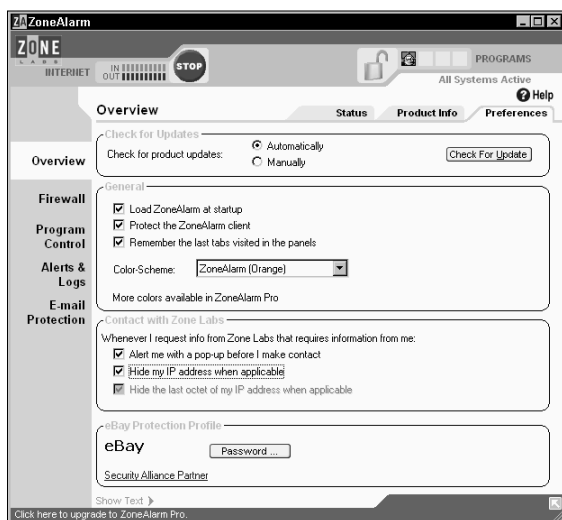 ZA ZoneAlarm
ZONE
LABS
INTERNET
IN
OUT
STOP
PROGRAMS
All Systems Active
? Help
Overview
Status
Product Info
Preferences
Overview
Firewall
Program
Control
Alerts &
Logs
E-mail
Protection
Check for Updates
Check for product updates:
Automatically
Manually
Check For Update
General
Load ZoneAlarm at startup
Protect the ZoneAlarm client
Remember the last tabs visited in the panels
Color-Scheme:
ZoneAlarm (Orange)
More colors available in ZoneAlarm Pro
Contact with Zone Labs
Whenever I request info from Zone Labs that requires information from me:
Alert me with a pop-up before I make contact
Hide my IP address when applicable
Hide the last octet of my IP address when applicable
eBay Protection Profile
eBay
Password ...
Security Alliance Partner
Show Text
Click here to upgrade to ZoneAlarm Pro.